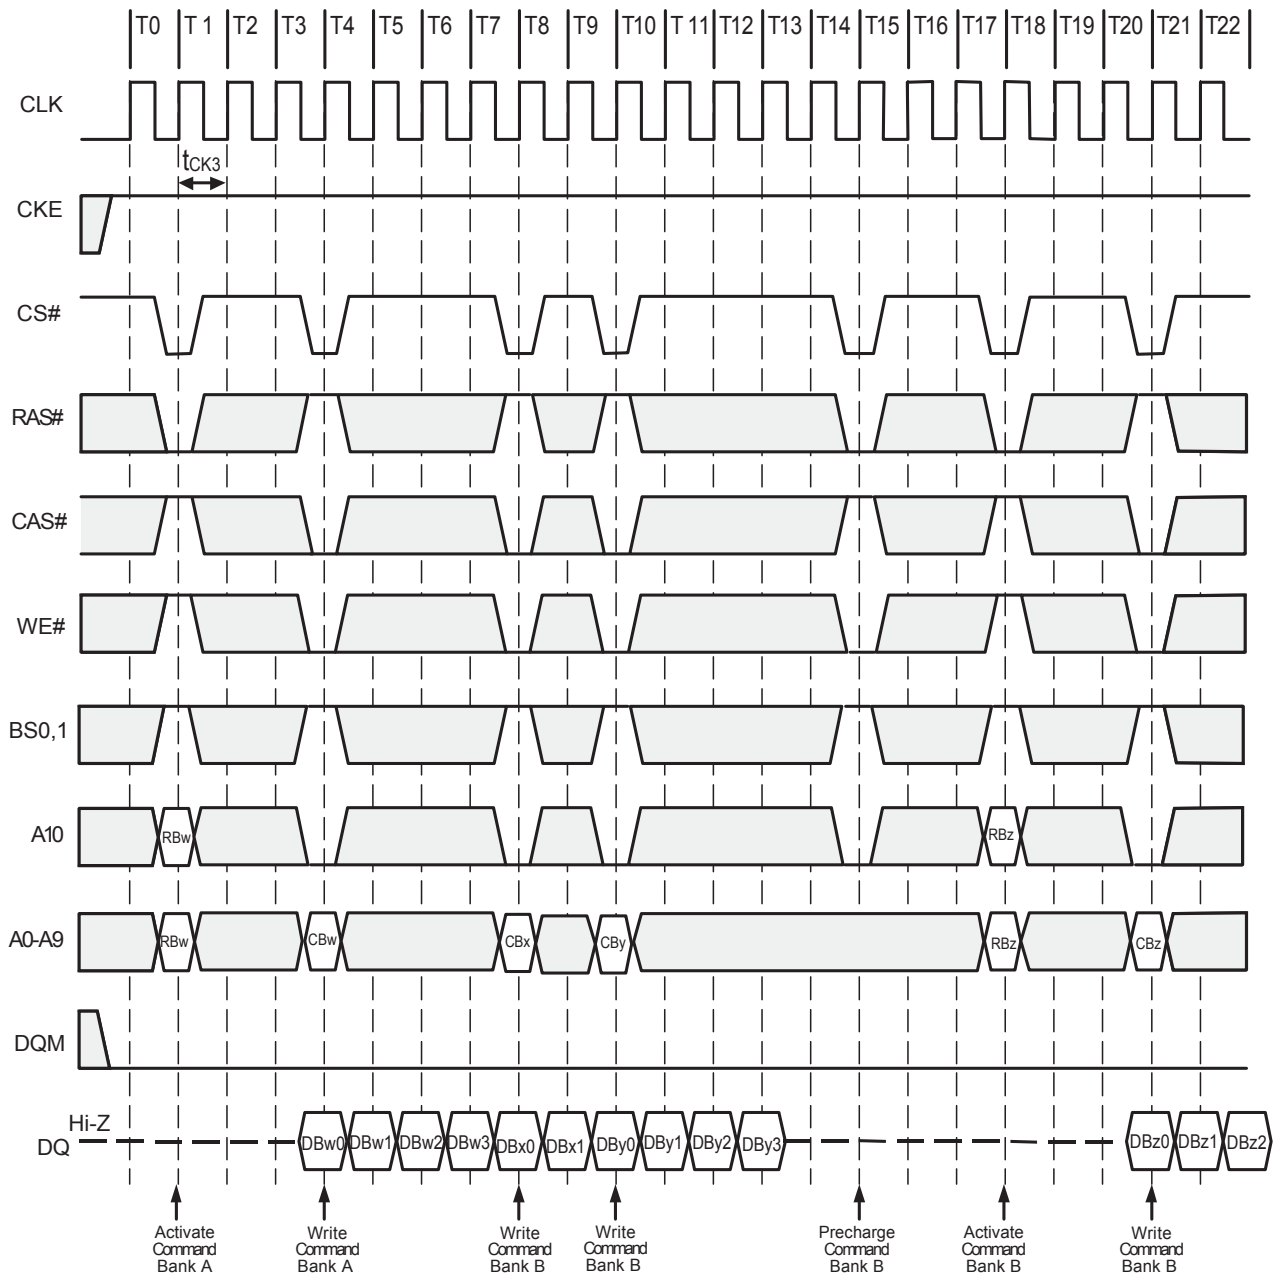 T0 T 1 T2 T3 T4 T5 T6 T7 T8 T9 T10 T 11 T12 T13 T14 T15 T16 T17 T18 T19 T20 T21 T22
CLK
tCK3
CKE
CS#
RAS#
CAS#
WE#
BS0,1
A10 RBw RBz
A0-A9 RBw CBw CBx CBy RBz CBz
DQM
Hi-Z
DQ DBw0 DBw1 DBw2 DBw3 DBx0 DBx1 DBy0 DBy1 DBy2 DBy3 DBz0 DBz1 DBz2
Activate Write Write Write Precharge Activate Write
Command Command Command Command Command Command Command
Bank A Bank A Bank B Bank B Bank B Bank B Bank B